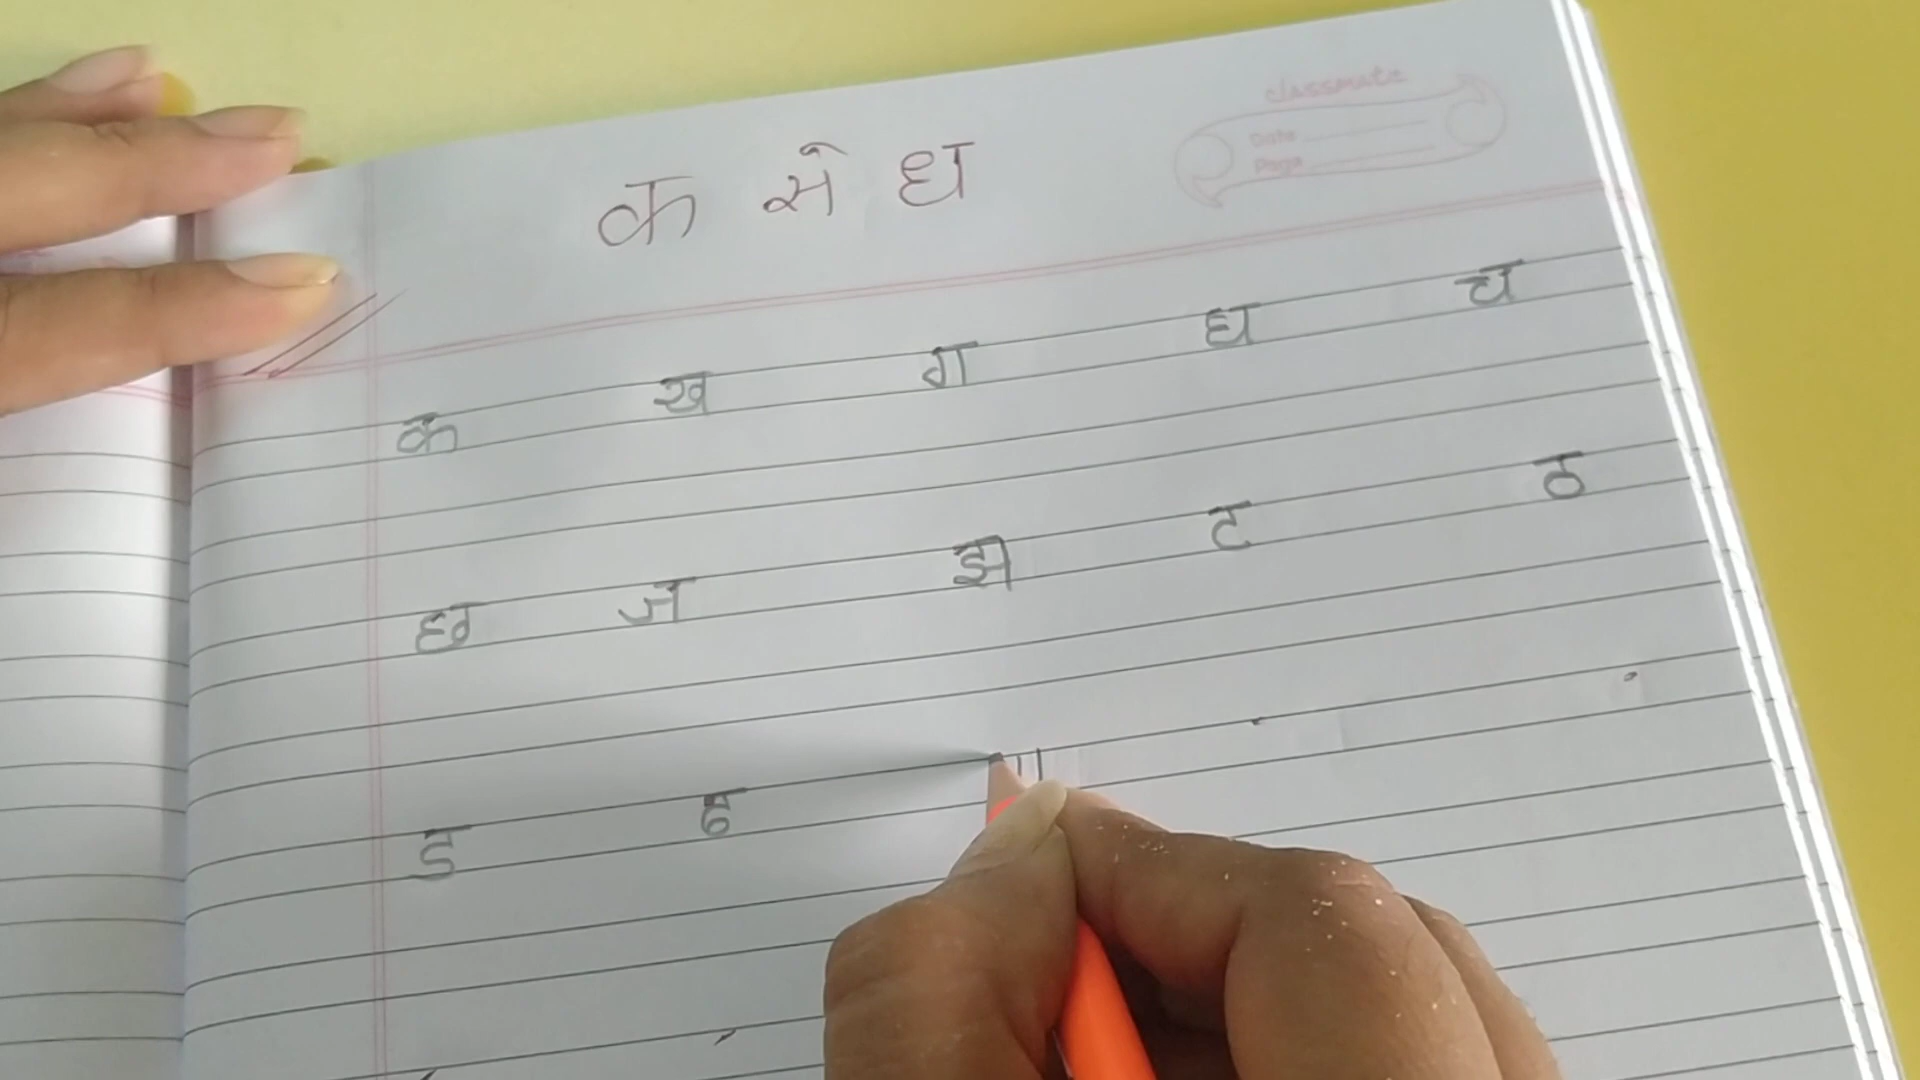 classmate
Date
Page
क से घ
क ख ग घ च
छ ज झ ट ठ
ड ढ